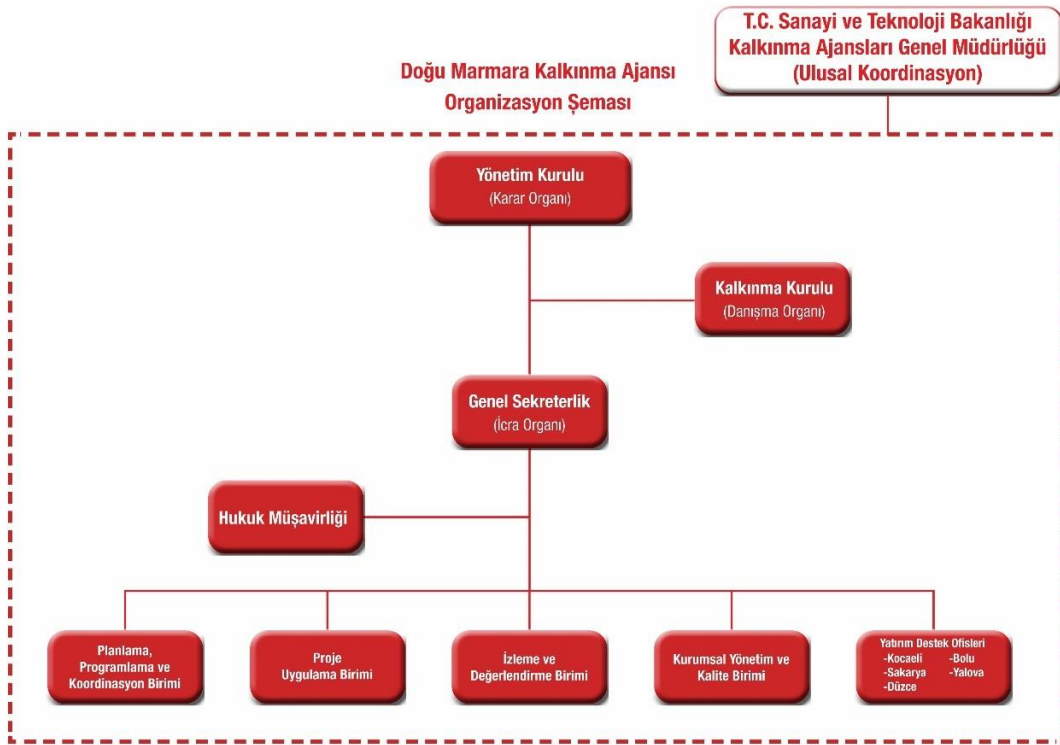 T.C. Sanayi ve Teknoloji Bakanlığı
Kalkınma Ajansları Genel Müdürlüğü
(Ulusal Koordinasyon)
Doğu Marmara Kalkınma Ajansı
Organizasyon Şeması
Yönetim Kurulu
(Karar Organı)
Kalkınma Kurulu
(Danışma Organı)
Genel Sekreterlik
(İcra Organı)
Hukuk Müşavirliği
Planlama,
Programlama ve
Koordinasyon Birimi
Proje
Uygulama Birimi
İzleme ve
Değerlendirme Birimi
Kurumsal Yönetim ve
Kalite Birimi
Yatırım Destek Ofisleri
-Kocaeli -Bolu
-Sakarya -Yalova
-Düzce